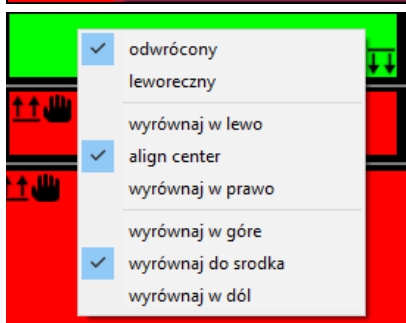 odwrócony
leworeczny
wyrównaj w lewo
align center
wyrównaj w prawo
wyrównaj w góre
wyrównaj do srodka
wyrównaj w dól